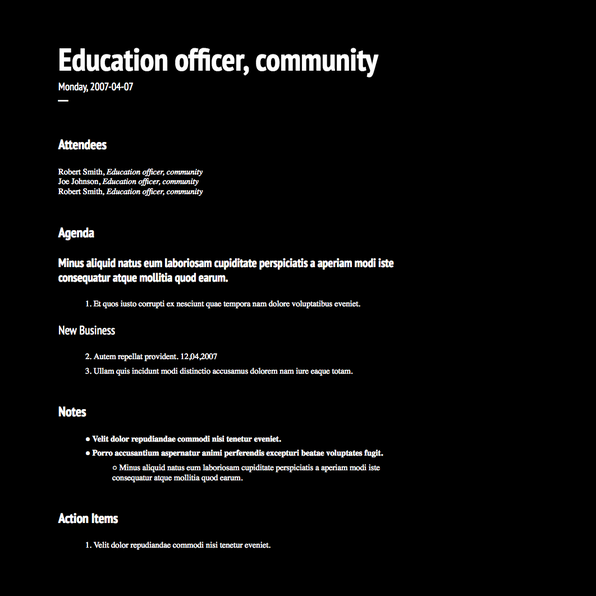 Education officer, community
Monday, 2007-04-07
—
Attendees
Robert Smith, Education officer, community
Joe Johnson, Education officer, community
Robert Smith, Education officer, community
Agenda
Minus aliquid natus eum laboriosam cupiditate perspiciatis a aperiam modi iste
consequatur atque mollitia quod earum.
1. Et quos iusto corrupti ex nesciunt quae tempora nam dolore voluptatibus eveniet.
New Business
2. Autem repellat provident. 12,04,2007
3. Ullam quis incidunt modi distinctio accusamus dolorem nam iure eaque totam.
Notes
● Velit dolor repudiandae commodi nisi tenetur eveniet.
● Porro accusantium aspernatur animi perferendis excepturi beatae voluptates fugit.
○ Minus aliquid natus eum laboriosam cupiditate perspiciatis a aperiam modi iste
consequatur atque mollitia quod earum.
Action Items
1. Velit dolor repudiandae commodi nisi tenetur eveniet.